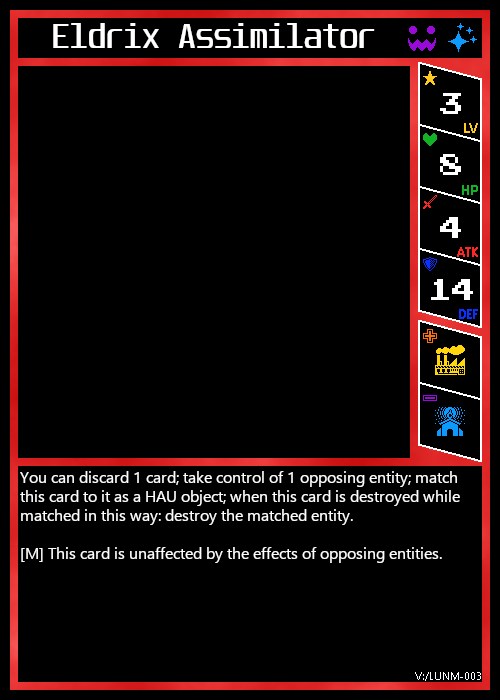 Eldrix Assimilator
3
LV
8
HP
4
ATK
14
DEF
You can discard 1 card; take control of 1 opposing entity; match
this card to it as a HAU object; when this card is destroyed while
matched in this way: destroy the matched entity.
[M] This card is unaffected by the effects of opposing entities.
V:/LUNM-003